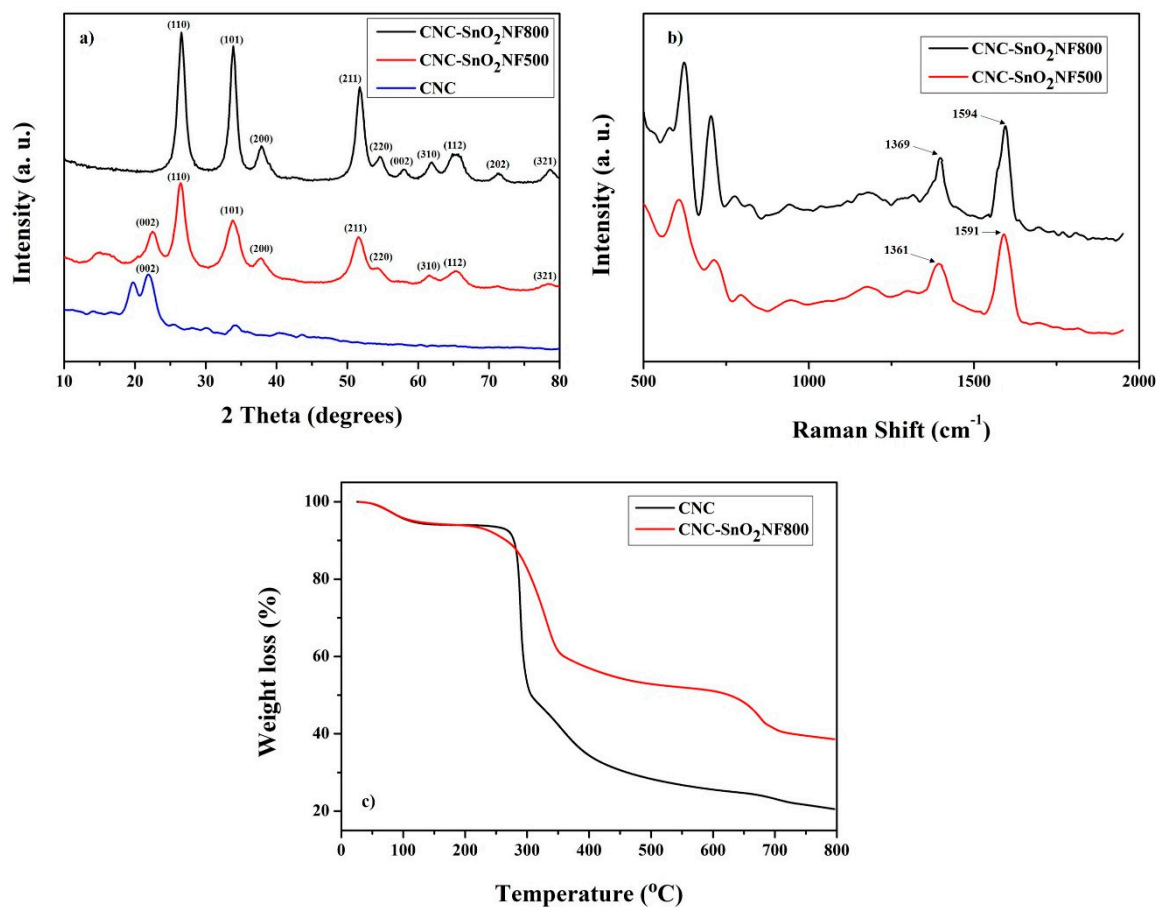 a)
CNC-SnO2NF800
CNC-SnO2NF500
CNC
(110)
(101)
(200)
(211)
(220)
(002)
(310)
(112)
(202)
(321)
(002)
(110)
(101)
(200)
(211)
(220)
(310)
(112)
(321)
(002)
Intensity (a. u.)
10 20 30 40 50 60 70 80
2 Theta (degrees)
b)
CNC-SnO2NF800
CNC-SnO2NF500
1594
1369
1591
1361
Intensity (a. u.)
500 1000 1500 2000
Raman Shift (cm-1)
CNC
CNC-SnO2NF800
Weight loss (%)
100
80
60
40
20
c)
0 100 200 300 400 500 600 700 800
Temperature (oC)